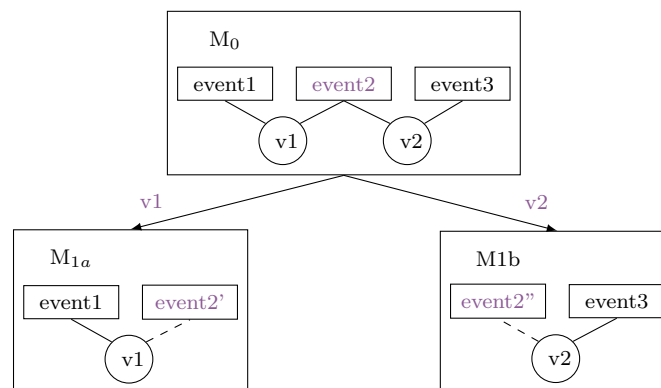 M₀
event1 event2 event3
v1 v2
v1 v2
M₁ₐ M1b
event1 event2' event2" event3
v1 v2